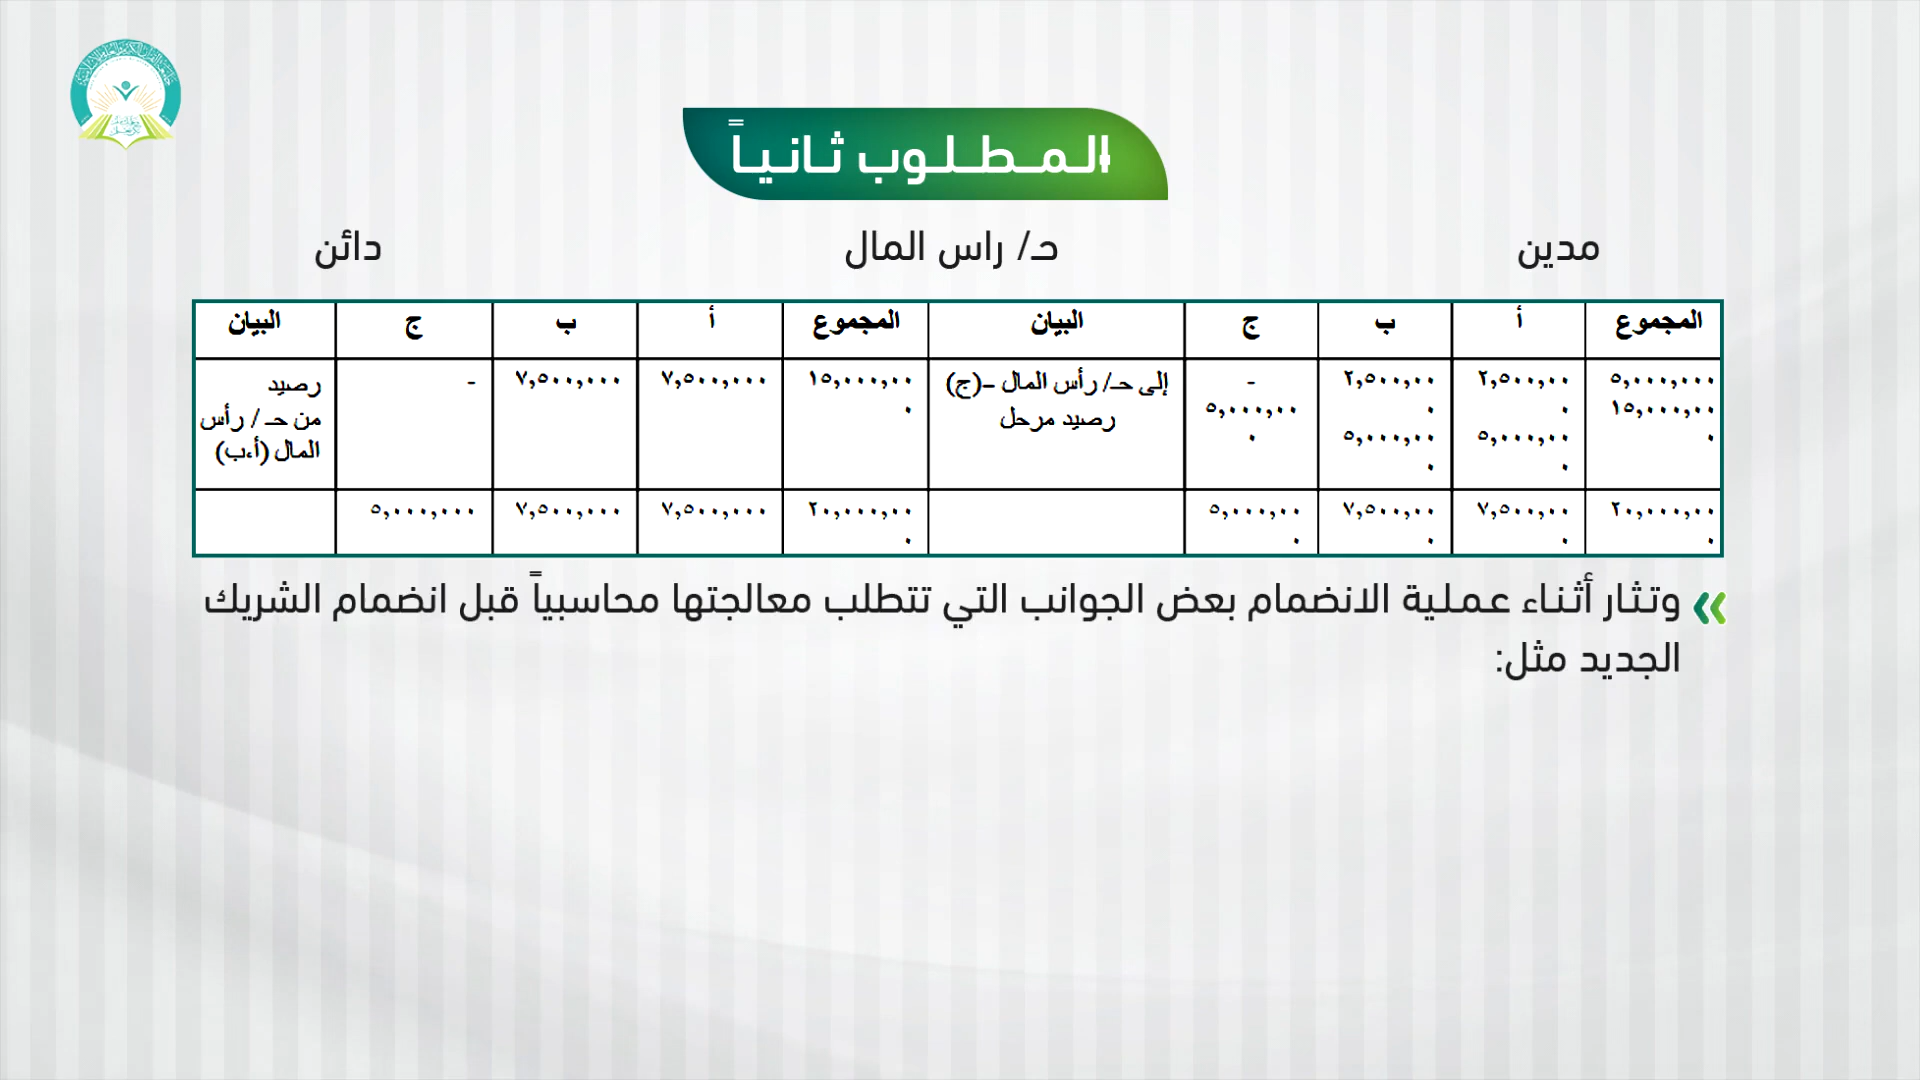 المطلوب ثانياً
مدين حـ/ راس المال دائن
المجموع أ ب ج البيان المجموع أ ب ج البيان
٥,٠٠٠,٠٠٠ ٢,٥٠٠,٠٠٠ ٢,٥٠٠,٠٠٠ - إلى حـ/ رأس المال –(ج) ١٥,٠٠٠,٠٠٠ ٧,٥٠٠,٠٠٠ ٧,٥٠٠,٠٠٠ - رصيد
١٥,٠٠٠,٠٠٠ ٥,٠٠٠,٠٠٠ ٥,٠٠٠,٠٠٠ ٥,٠٠٠,٠٠٠ رصيد مرحل من حـ / رأس
المال (أ،ب)
٢٠,٠٠٠,٠٠٠ ٧,٥٠٠,٠٠٠ ٧,٥٠٠,٠٠٠ ٥,٠٠٠,٠٠٠ ٢٠,٠٠٠,٠٠٠ ٧,٥٠٠,٠٠٠ ٧,٥٠٠,٠٠٠ ٥,٠٠٠,٠٠٠
وتثار أثناء عملية الانضمام بعض الجوانب التي تتطلب معالجتها محاسبياً قبل انضمام الشريك
الجديد مثل: